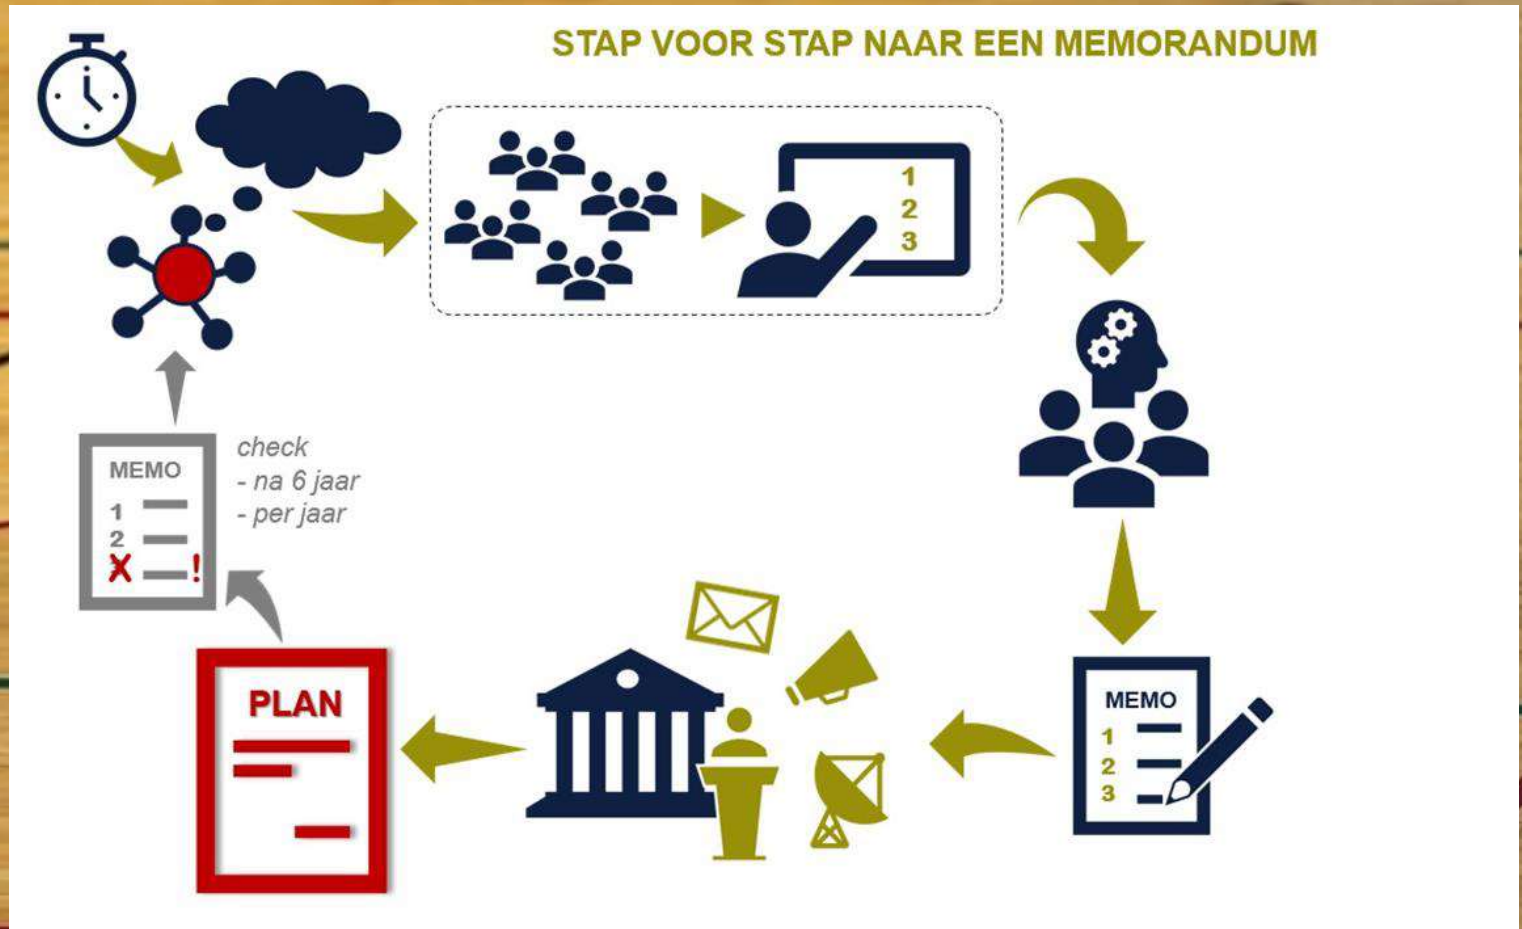 STAP VOOR STAP NAAR EEN MEMORANDUM
1
2
3
MEMO
1
2
X !
check
- na 6 jaar
- per jaar
PLAN
MEMO
1
2
3